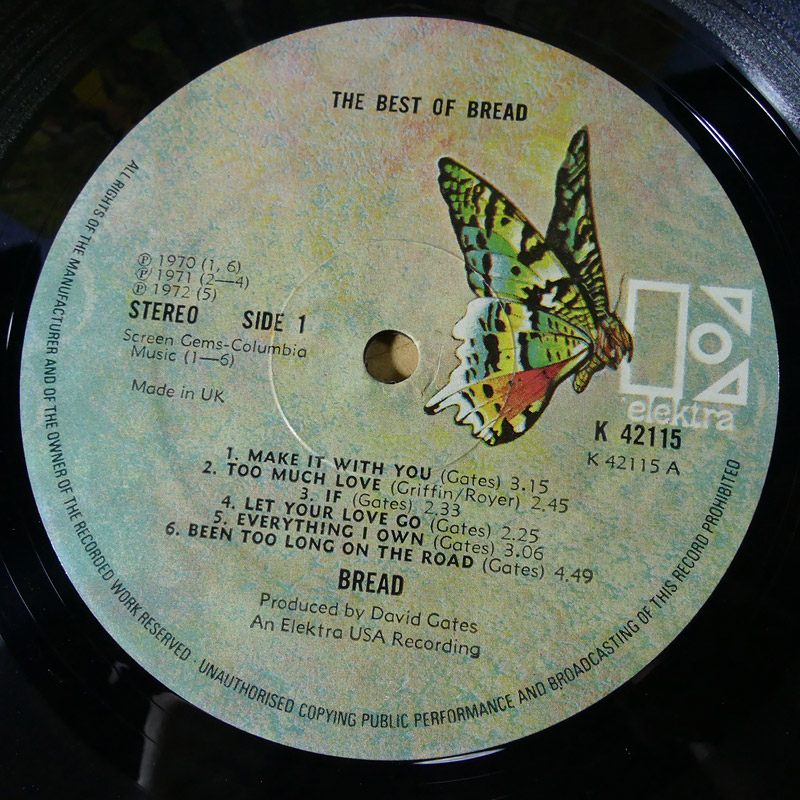 THE BEST OF BREAD
℗ 1970 (1, 6)
℗ 1971 (2—4)
℗ 1972 (5)
STEREO SIDE 1
Screen Gems-Columbia
Music (1—6)
Made in UK
elektra
K 42115
K 42115 A
1. MAKE IT WITH YOU (Gates) 3.15
2. TOO MUCH LOVE (Griffin/Royer) 2.45
3. IF (Gates) 2.33
4. LET YOUR LOVE GO (Gates) 2.25
5. EVERYTHING I OWN (Gates) 3.06
6. BEEN TOO LONG ON THE ROAD (Gates) 4.49
BREAD
Produced by David Gates
An Elektra USA Recording
ALL RIGHTS OF THE MANUFACTURER AND OF THE OWNER OF THE RECORDED WORK RESERVED · UNAUTHORISED COPYING PUBLIC PERFORMANCE AND BROADCASTING OF THIS RECORD PROHIBITED